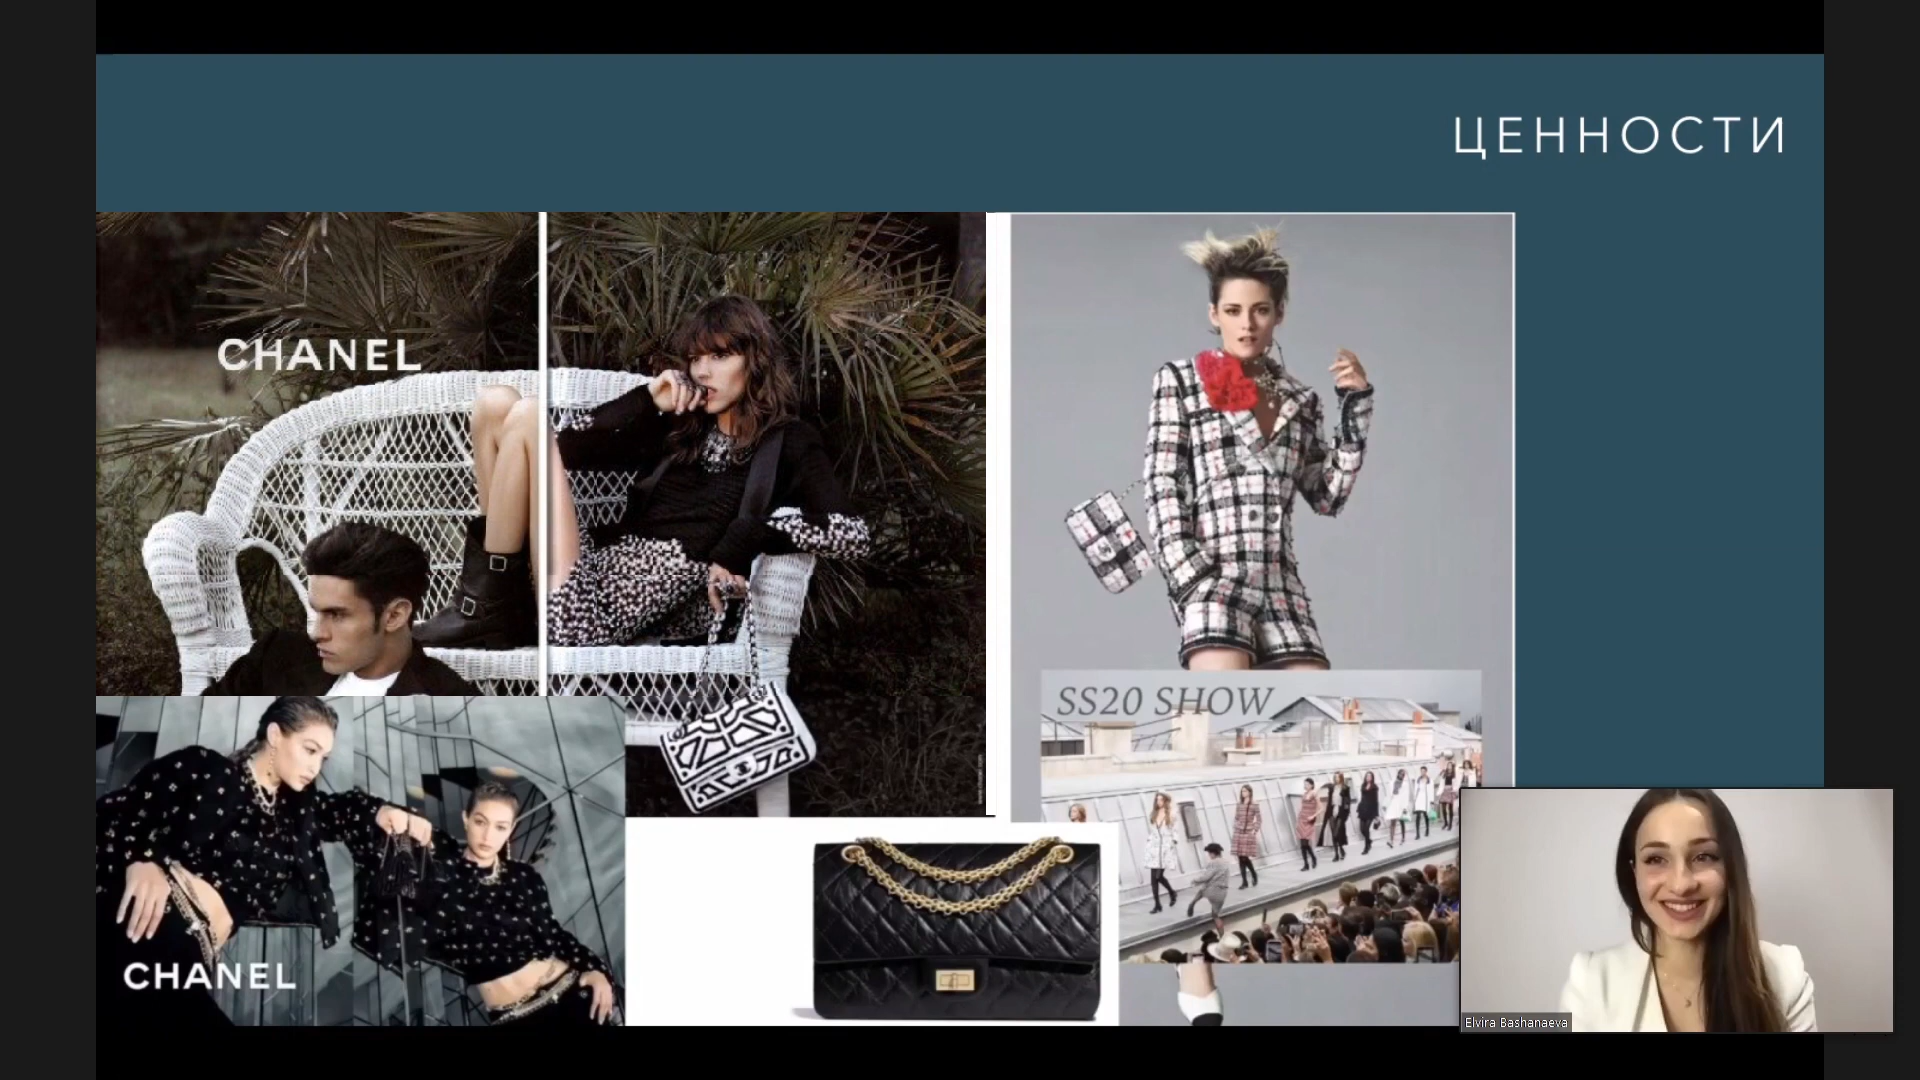 ЦЕННОСТИ
CHANEL
SS20 SHOW
CHANEL
Elvira Bashanaeva